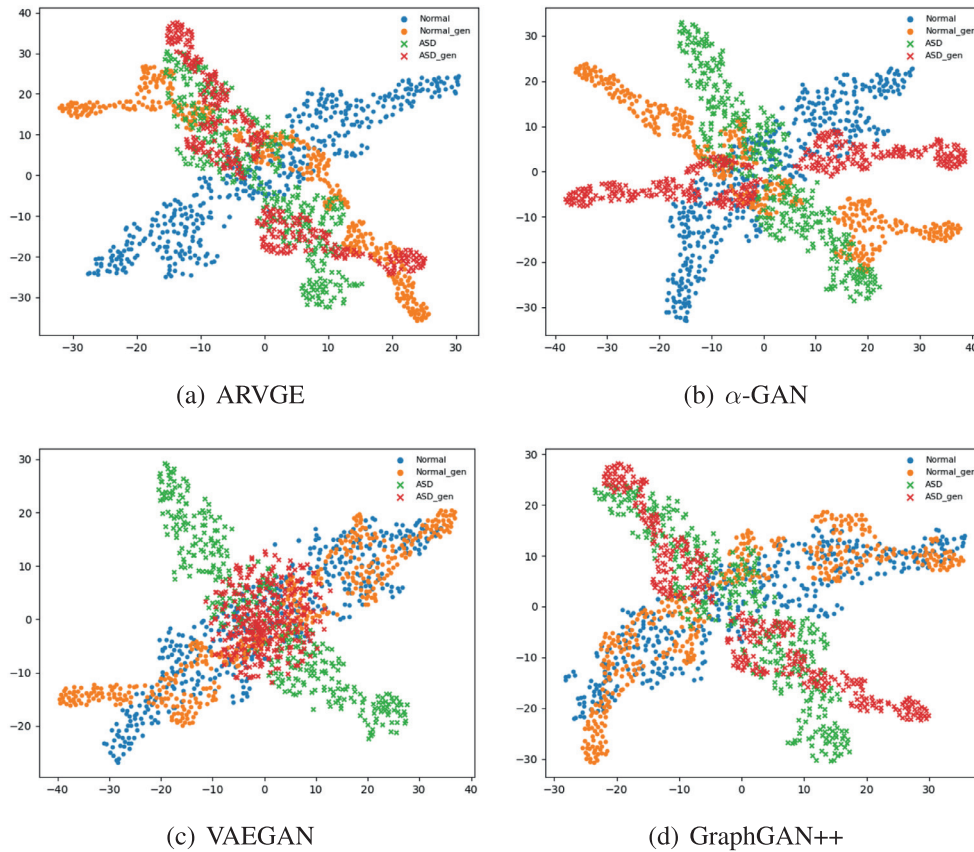 Normal
Normal_gen
ASD
ASD_gen
30
20
10
0
−10
−20
−30
−30 −20 −10 0 10 20 30
(a) ARVGE
Normal
Normal_gen
ASD
ASD_gen
30
20
10
0
−10
−20
−30
−40 −30 −20 −10 0 10 20 30 40
(b) α-GAN
Normal
Normal_gen
ASD
ASD_gen
30
20
10
0
−10
−20
−40 −30 −20 −10 0 10 20 30
(c) VAEGAN
Normal
Normal_gen
ASD
ASD_gen
30
20
10
0
−10
−20
−30
−30 −20 −10 0 10 20 30
(d) GraphGAN++